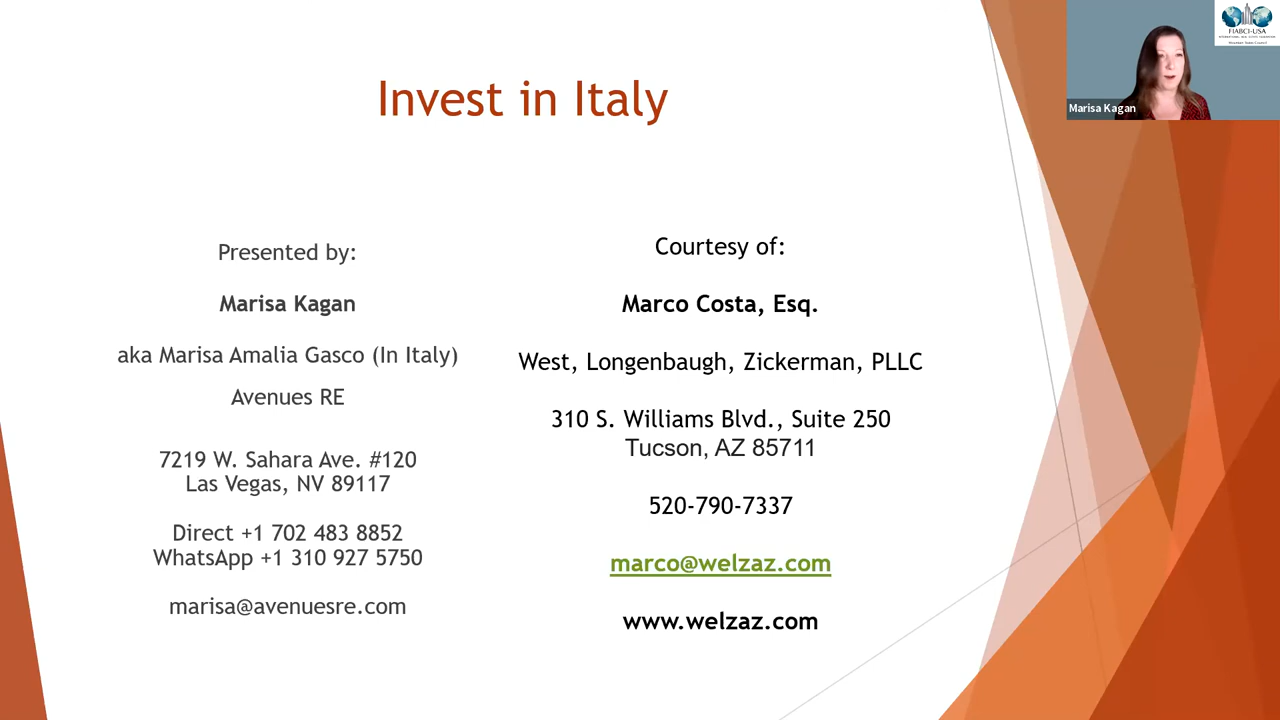 Invest in Italy
Presented by:
Marisa Kagan
aka Marisa Amalia Gasco (In Italy)
Avenues RE
7219 W. Sahara Ave. #120
Las Vegas, NV 89117
Direct +1 702 483 8852
WhatsApp +1 310 927 5750
marisa@avenuesre.com
Courtesy of:
Marco Costa, Esq.
West, Longenbaugh, Zickerman, PLLC
310 S. Williams Blvd., Suite 250
Tucson, AZ 85711
520-790-7337
marco@welzaz.com
www.welzaz.com
Marisa Kagan
FIABCI-USA